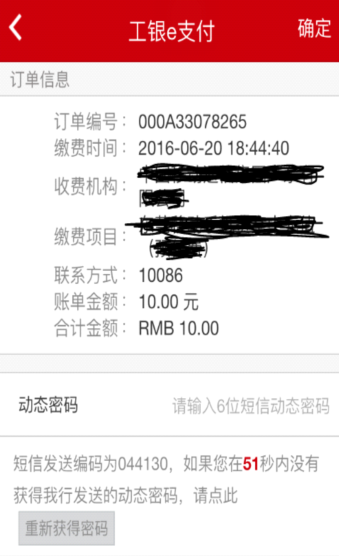 工银e支付
确定
订单信息
订单编号： 000A33078265
缴费时间： 2016-06-20 18:44:40
收费机构：
缴费项目：
联系方式： 10086
账单金额： 10.00 元
合计金额： RMB 10.00
动态密码 请输入6位短信动态密码
短信发送编码为044130，如果您在51秒内没有
获得我行发送的动态密码，请点此
重新获得密码